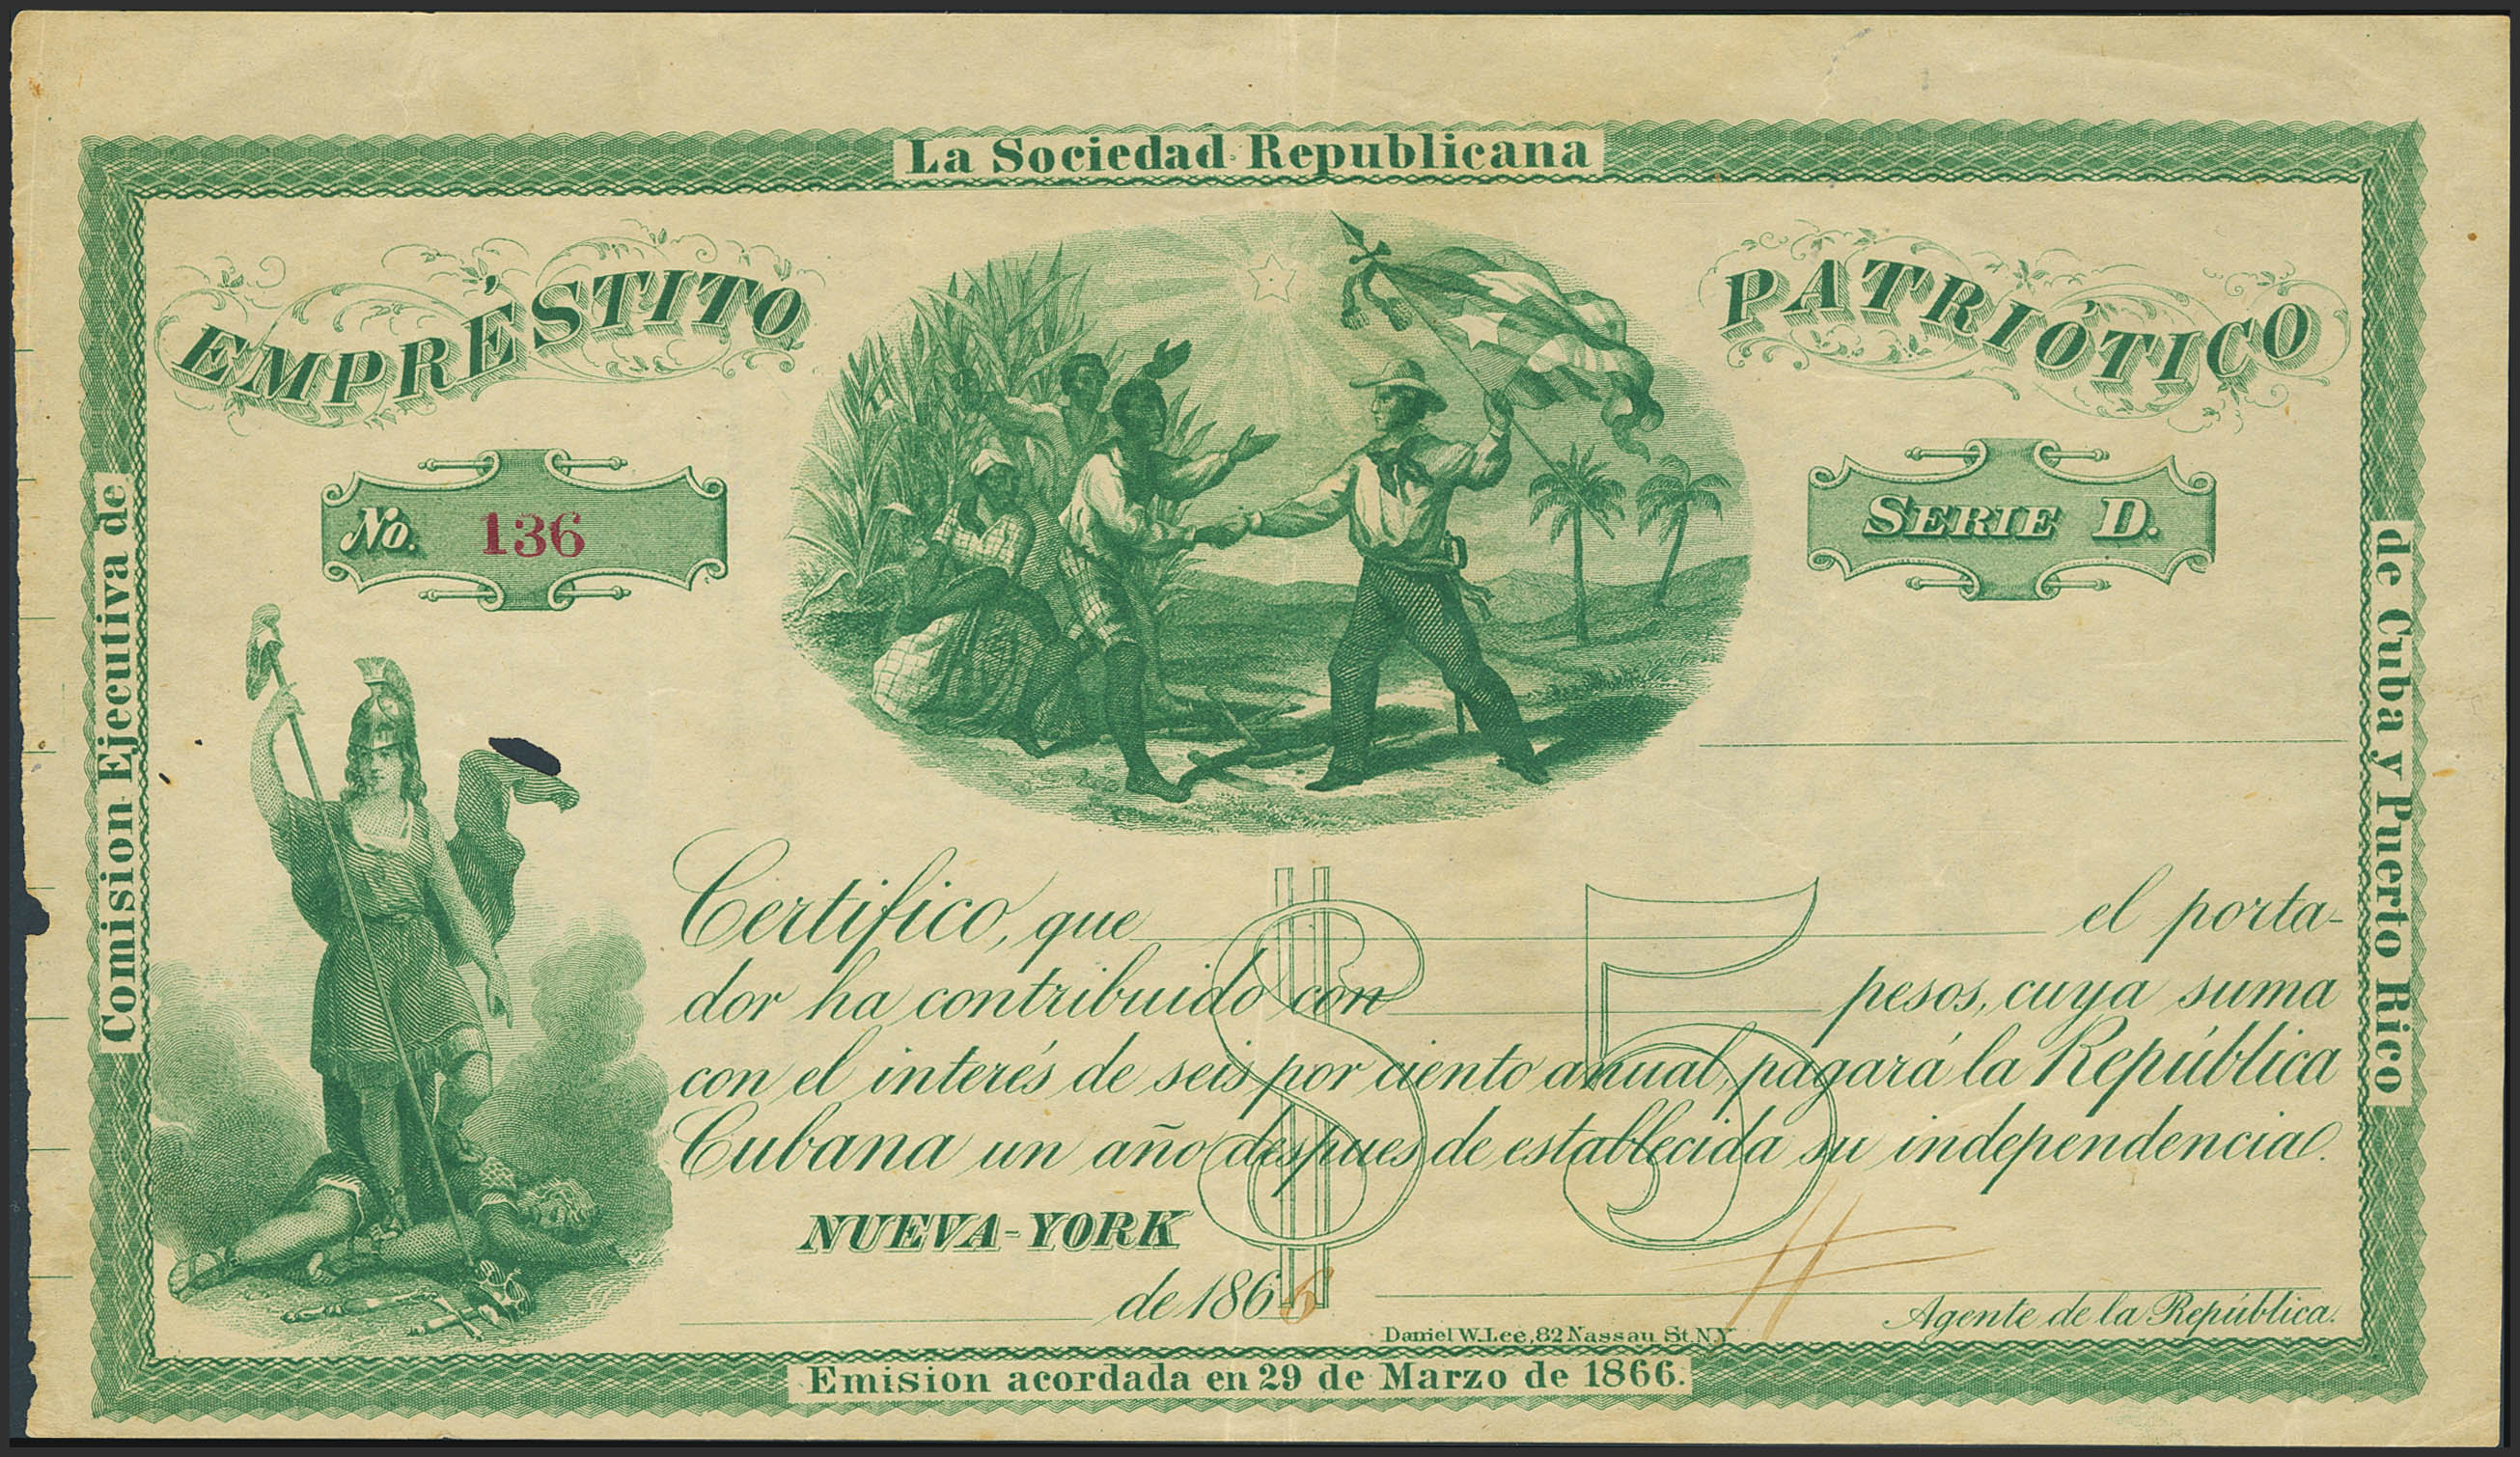 La Sociedad Republicana
EMPRÉSTITO
PATRIÓTICO
No. 136
SERIE D.
Comision Ejecutiva de
de Cuba y Puerto Rico
Certifico, que el porta-
dor ha contribuido con pesos, cuya suma
con el interés de seis por ciento anual, pagará la República
Cubana un año despues de establecida su independencia.
$5
NUEVA-YORK
de 1866
Agente de la República.
Daniel W. Lee, 82 Nassau St. N.Y
Emision acordada en 29 de Marzo de 1866.